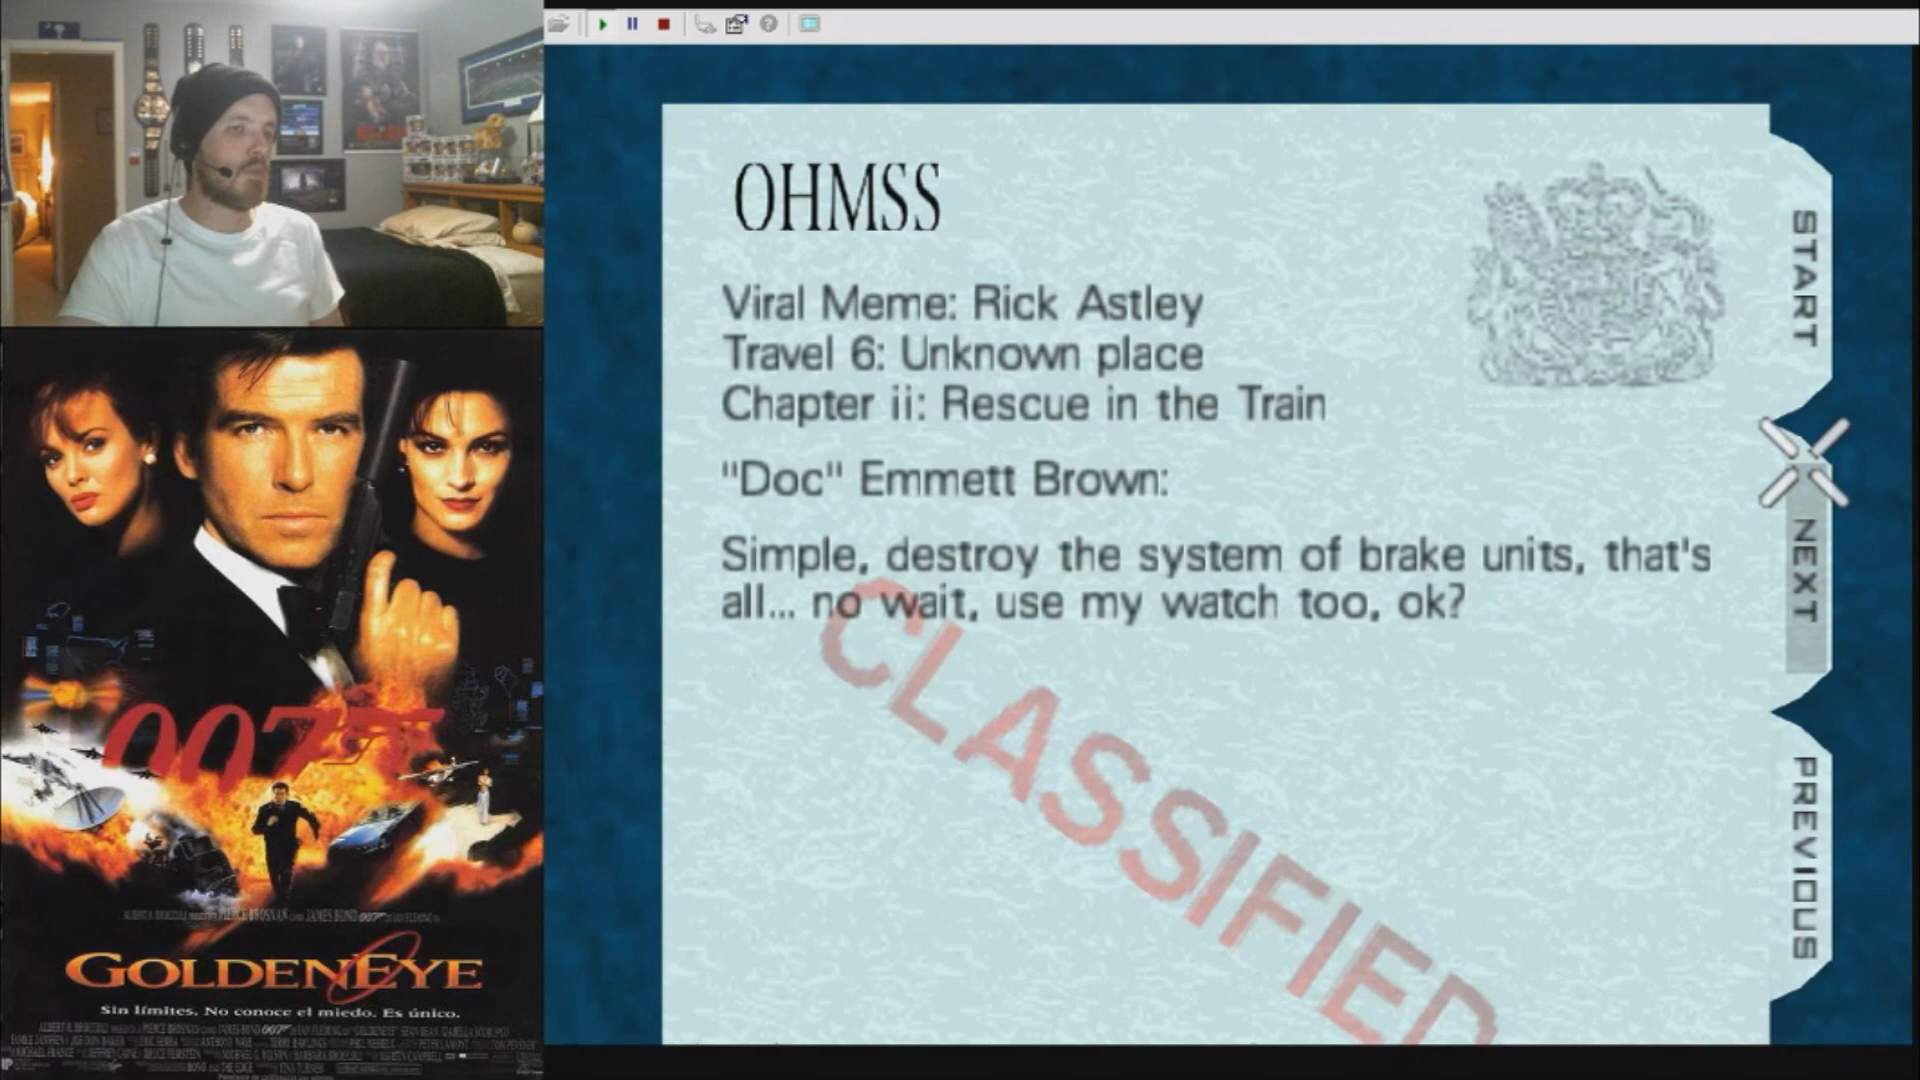 OHMSS
Viral Meme: Rick Astley
Travel 6: Unknown place
Chapter ii: Rescue in the Train
"Doc" Emmett Brown:
Simple, destroy the system of brake units, that's
all... no wait, use my watch too, ok?
CLASSIFIED
START
NEXT
PREVIOUS
007
GOLDENEYE
Sin límites. No conoce el miedo. Es único.